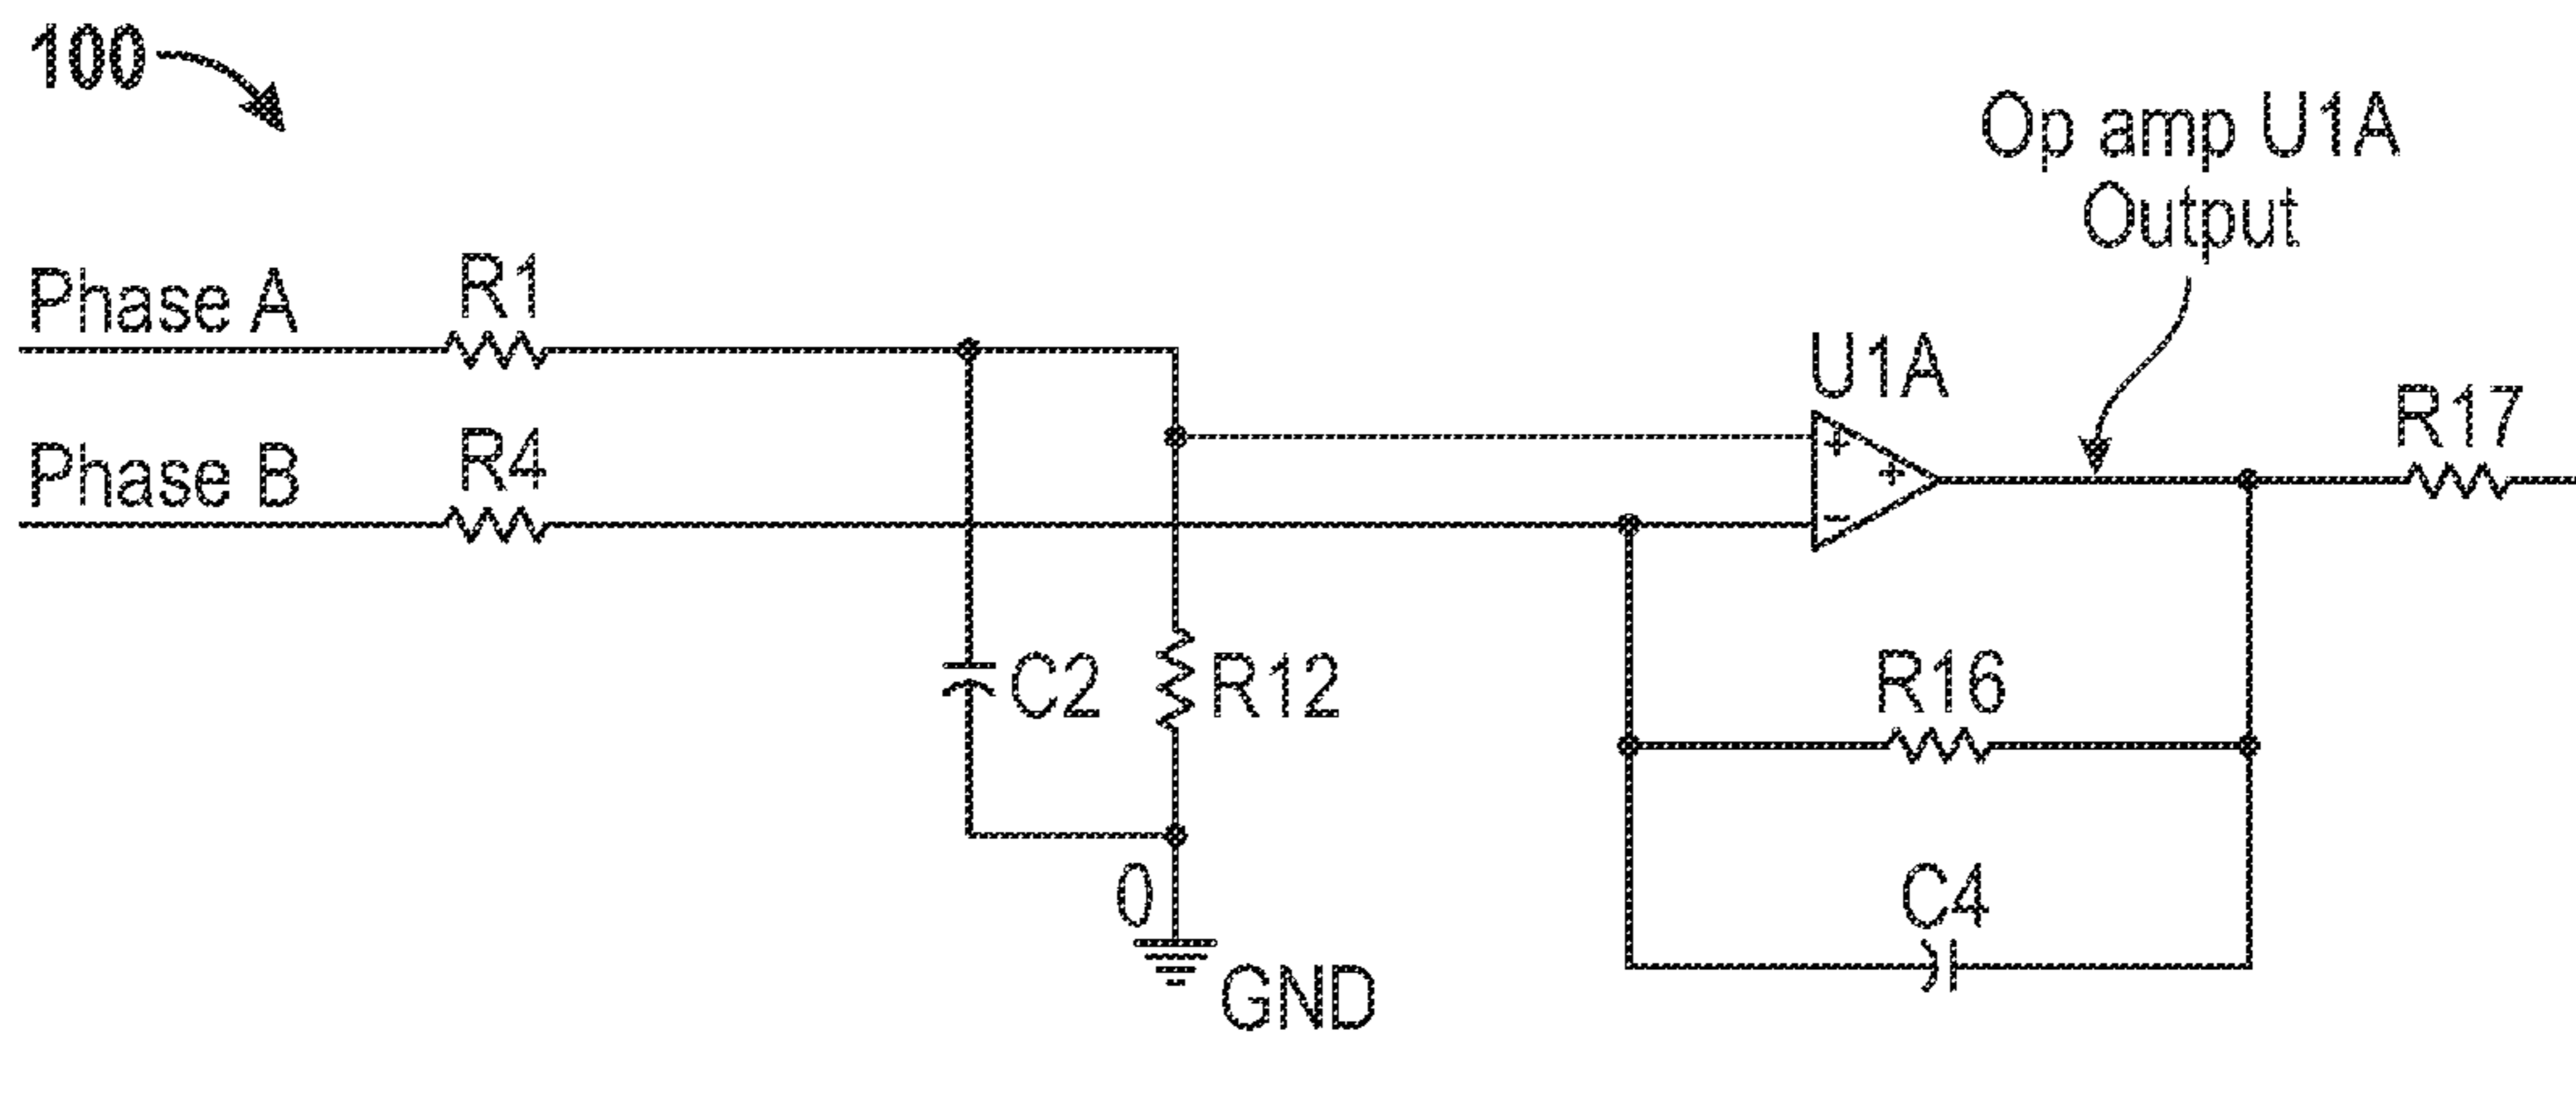 100
Op amp U1A
Output
Phase A
R1
U1A
R17
Phase B
R4
+
+
−
C2
R12
R16
0
C4
GND